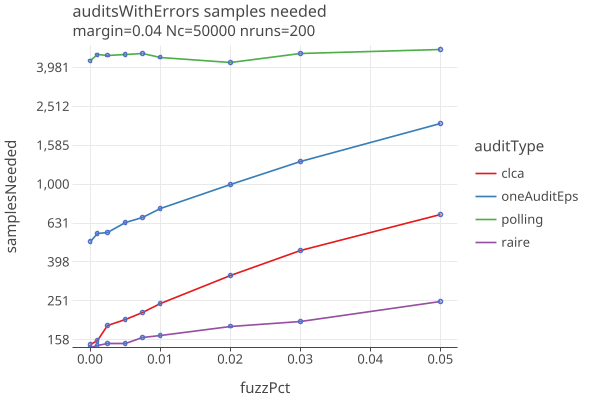 auditsWithErrors samples needed
margin=0.04 Nc=50000 nruns=200
samplesNeeded
3,981
2,512
1,585
1,000
631
398
251
158
0.00
0.01
0.02
0.03
0.04
0.05
fuzzPct
auditType
clca
oneAuditEps
polling
raire